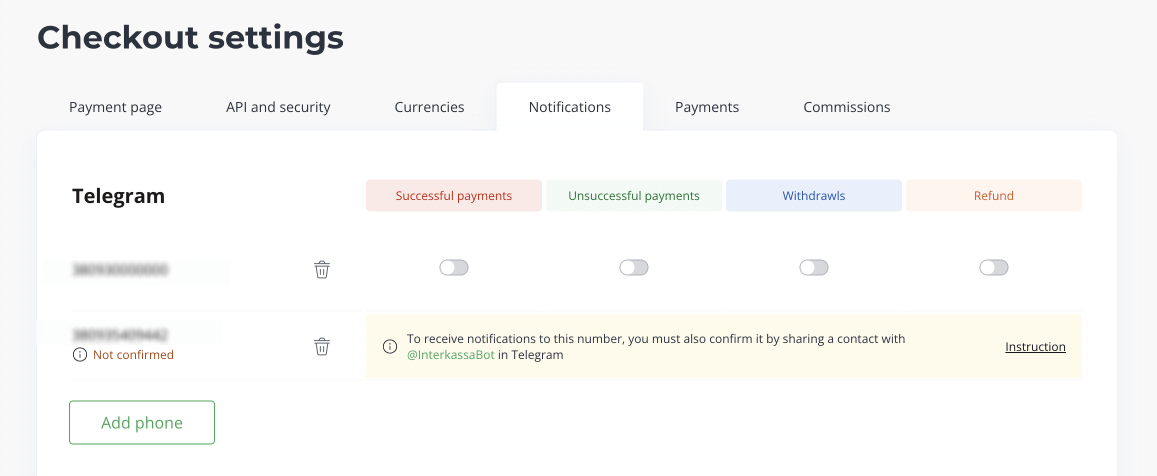 Checkout settings
Payment page API and security Currencies Notifications Payments Commissions
Telegram Successful payments Unsuccessful payments Withdrawls Refund
To receive notifications to this number, you must also confirm it by sharing a contact with
@InterkassaBot in Telegram
Instruction
Not confirmed
Add phone